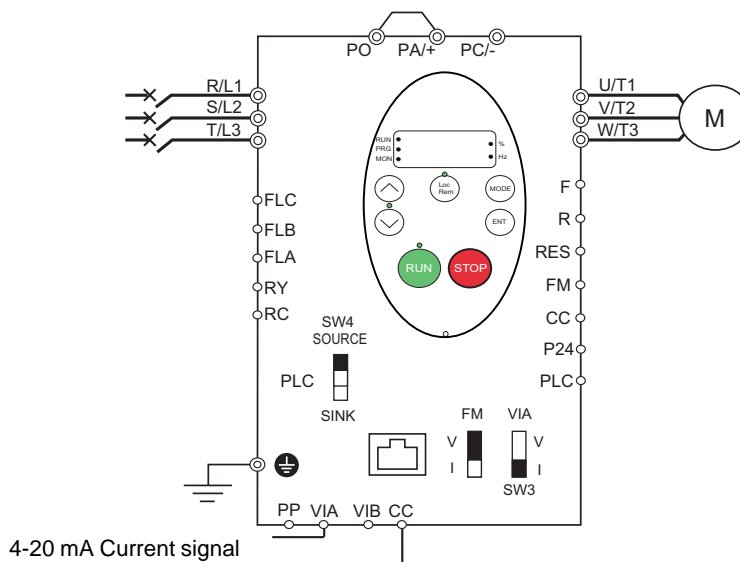 PO PA/+ PC/-
R/L1
S/L2
T/L3
U/T1
V/T2
W/T3
M
RUN
PRG
MON
%
Hz
Loc
Rem
MODE
ENT
RUN
STOP
FLC
FLB
FLA
RY
RC
F
R
RES
FM
CC
P24
PLC
SW4
SOURCE
PLC
SINK
FM VIA
V V
I I
SW3
PP VIA VIB CC
4-20 mA Current signal